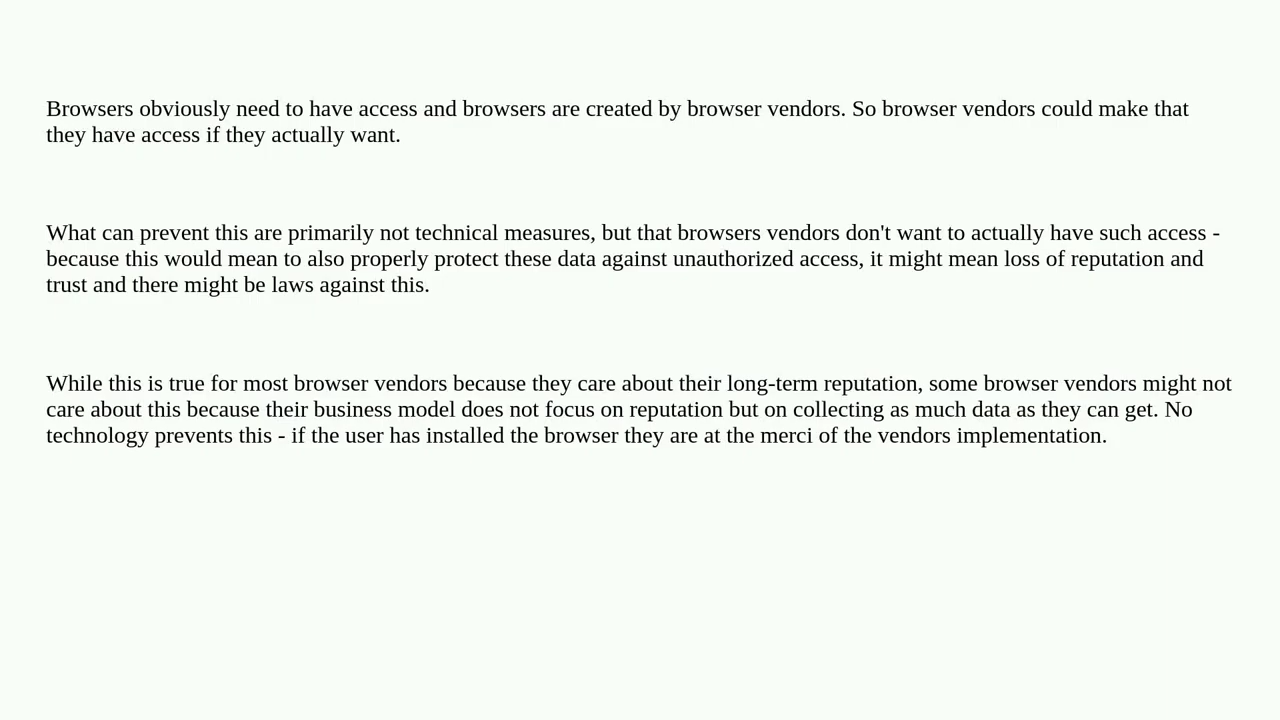 Browsers obviously need to have access and browsers are created by browser vendors. So browser vendors could make that
they have access if they actually want.
What can prevent this are primarily not technical measures, but that browsers vendors don't want to actually have such access -
because this would mean to also properly protect these data against unauthorized access, it might mean loss of reputation and
trust and there might be laws against this.
While this is true for most browser vendors because they care about their long-term reputation, some browser vendors might not
care about this because their business model does not focus on reputation but on collecting as much data as they can get. No
technology prevents this - if the user has installed the browser they are at the merci of the vendors implementation.